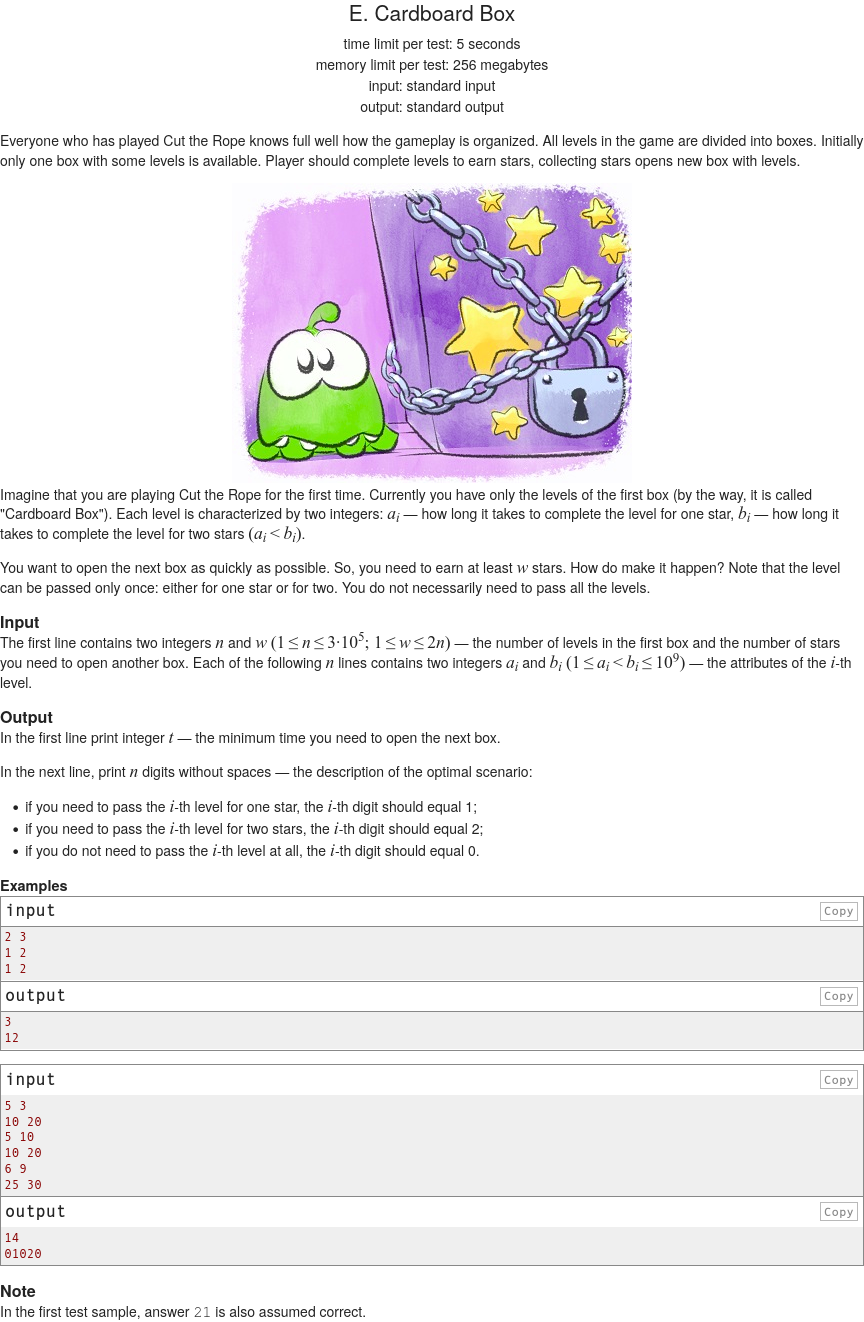 E. Cardboard Box
time limit per test: 5 seconds
memory limit per test: 256 megabytes
input: standard input
output: standard output
Everyone who has played Cut the Rope knows full well how the gameplay is organized. All levels in the game are divided into boxes. Initially
only one box with some levels is available. Player should complete levels to earn stars, collecting stars opens new box with levels.
Imagine that you are playing Cut the Rope for the first time. Currently you have only the levels of the first box (by the way, it is called
"Cardboard Box"). Each level is characterized by two integers: a_i — how long it takes to complete the level for one star, b_i — how long it
takes to complete the level for two stars (a_i < b_i).
You want to open the next box as quickly as possible. So, you need to earn at least w stars. How do make it happen? Note that the level
can be passed only once: either for one star or for two. You do not necessarily need to pass all the levels.
Input
The first line contains two integers n and w (1 ≤ n ≤ 3·10^5; 1 ≤ w ≤ 2n) — the number of levels in the first box and the number of stars
you need to open another box. Each of the following n lines contains two integers a_i and b_i (1 ≤ a_i < b_i ≤ 10^9) — the attributes of the i-th
level.
Output
In the first line print integer t — the minimum time you need to open the next box.
In the next line, print n digits without spaces — the description of the optimal scenario:
• if you need to pass the i-th level for one star, the i-th digit should equal 1;
• if you need to pass the i-th level for two stars, the i-th digit should equal 2;
• if you do not need to pass the i-th level at all, the i-th digit should equal 0.
Examples
input Copy
2 3
1 2
1 2
output Copy
3
12
input Copy
5 3
10 20
5 10
10 20
6 9
25 30
output Copy
14
01020
Note
In the first test sample, answer 21 is also assumed correct.